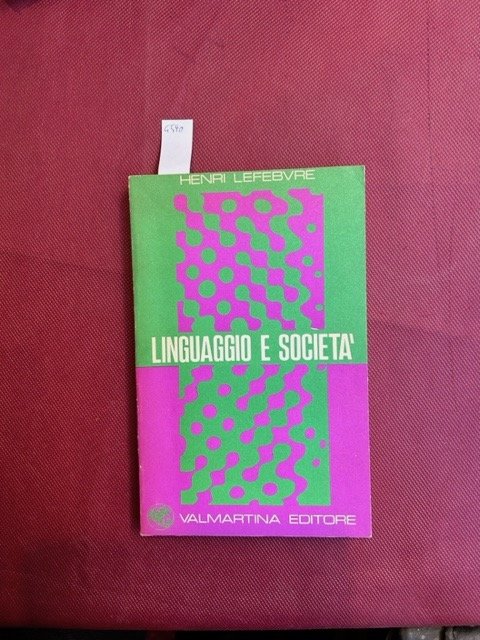 HENRI LEFEBVRE
LINGUAGGIO E SOCIETA'
VALMARTINA EDITORE